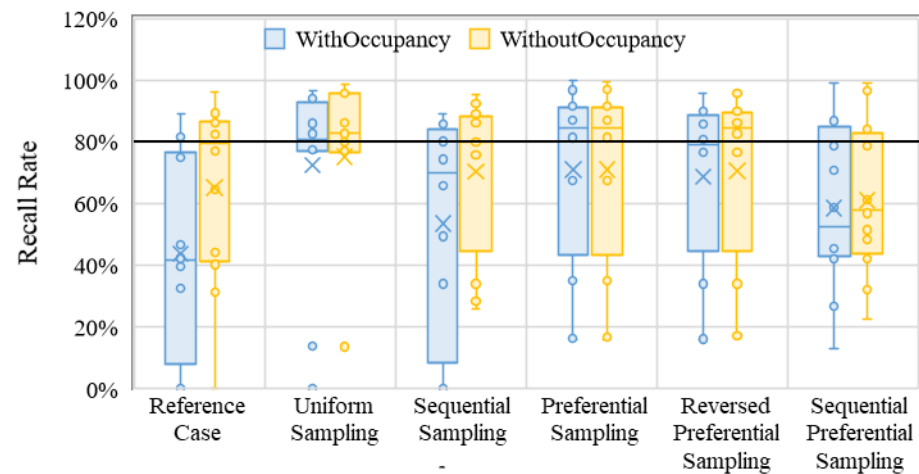 120%
WithOccupancy WithoutOccupancy
100%
80%
60%
40%
20%
0%
Recall Rate
Reference
Case
Uniform
Sampling
Sequential
Sampling
-
Preferential
Sampling
Reversed
Preferential
Sampling
Sequential
Preferential
Sampling